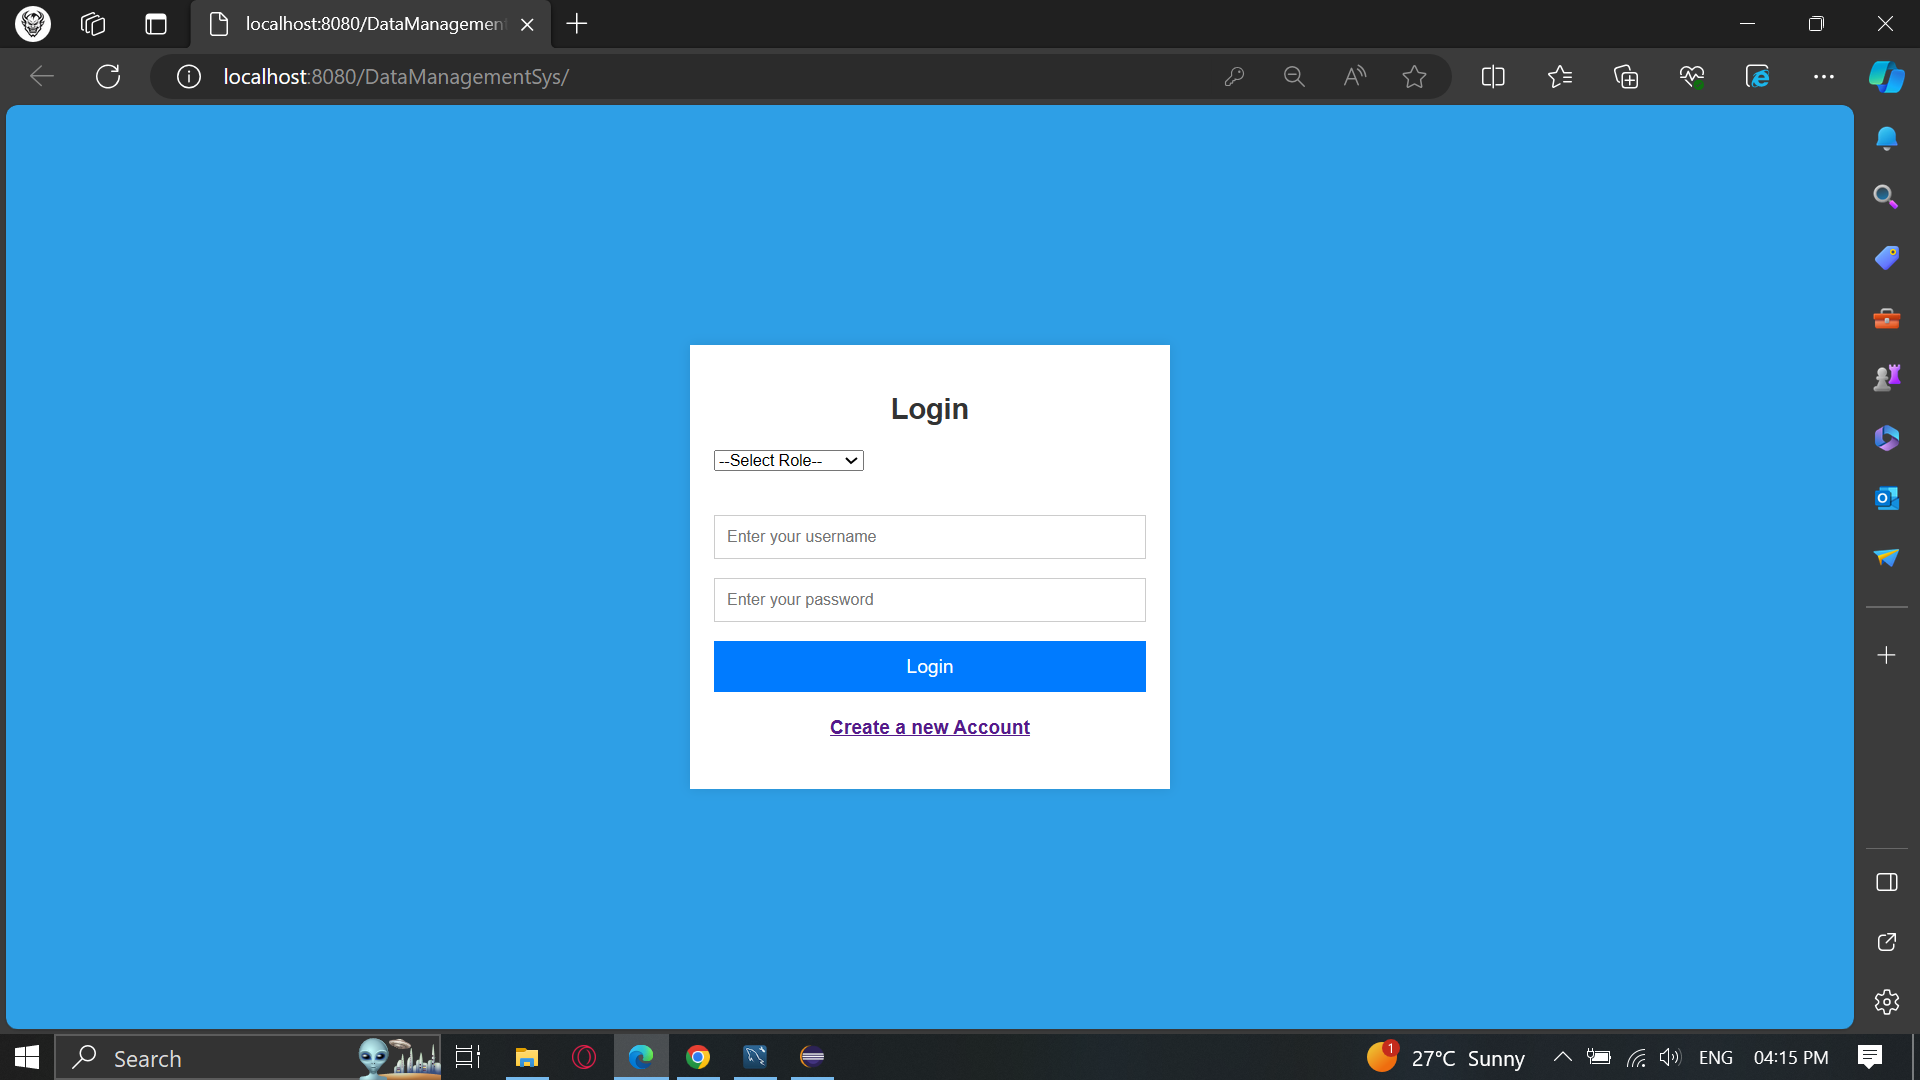 localhost:8080/DataManagemen
localhost:8080/DataManagementSys/
Login
--Select Role--
Enter your username
Enter your password
Login
Create a new Account
Search
1
27°C Sunny
ENG
04:15 PM